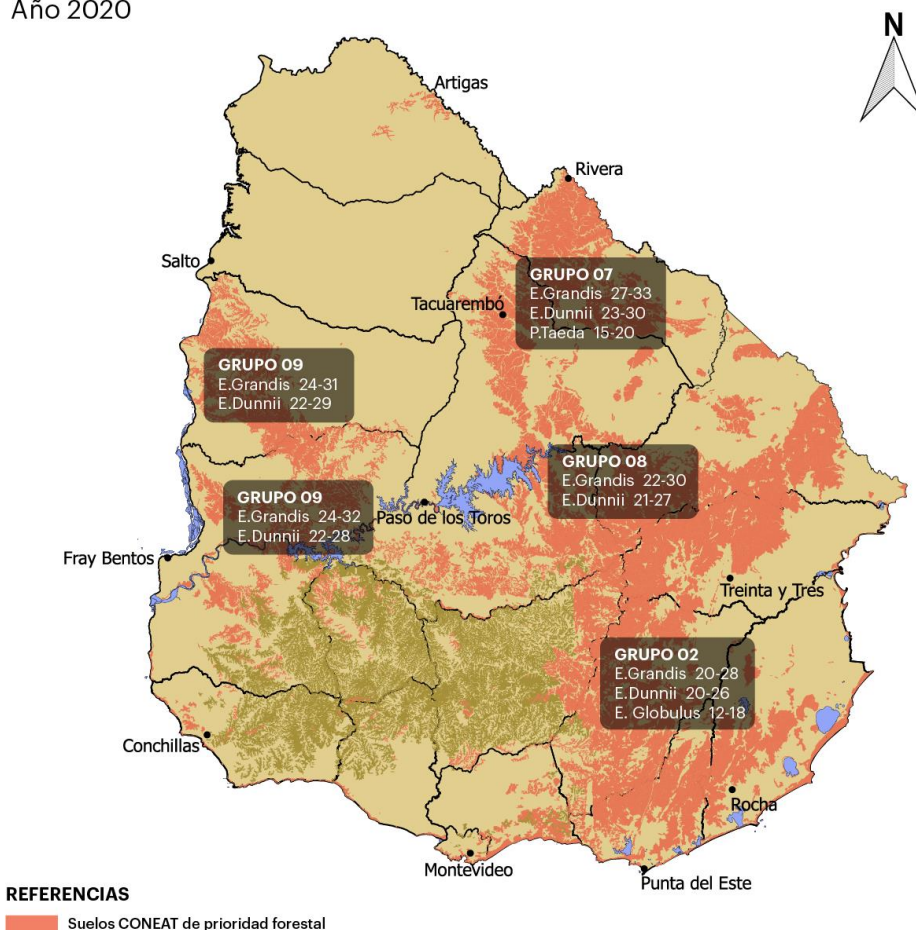 Año 2020
N
Artigas
Rivera
Salto
Tacuarembó
GRUPO 07
E.Grandis 27-33
E.Dunnii 23-30
P.Taeda 15-20
GRUPO 09
E.Grandis 24-31
E.Dunnii 22-29
GRUPO 08
E.Grandis 22-30
E.Dunnii 21-27
GRUPO 09
E.Grandis 24-32
E.Dunnii 22-28
Paso de los Toros
Fray Bentos
Treinta y Tres
GRUPO 02
E.Grandis 20-28
E.Dunnii 20-26
E. Globulus 12-18
Conchillas
Rocha
Montevideo
Punta del Este
REFERENCIAS
Suelos CONEAT de prioridad forestal